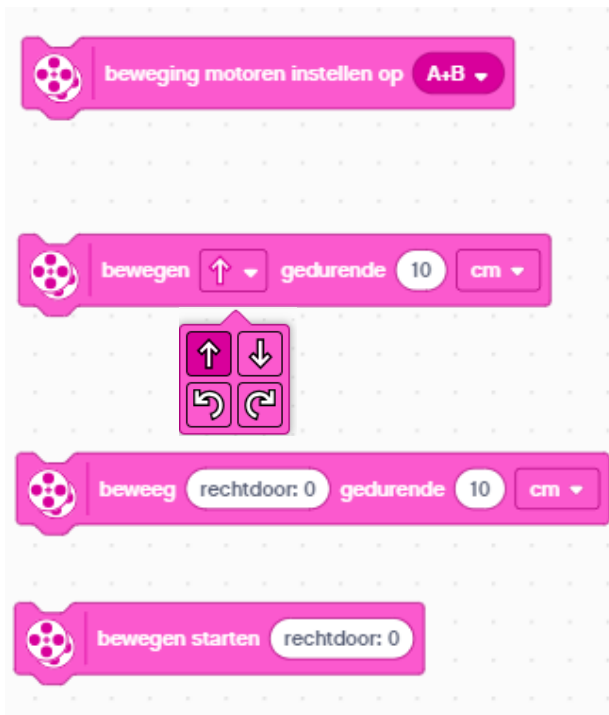 beweging motoren instellen op A+B
bewegen gedurende 10 cm
beweeg rechtdoor: 0 gedurende 10 cm
bewegen starten rechtdoor: 0